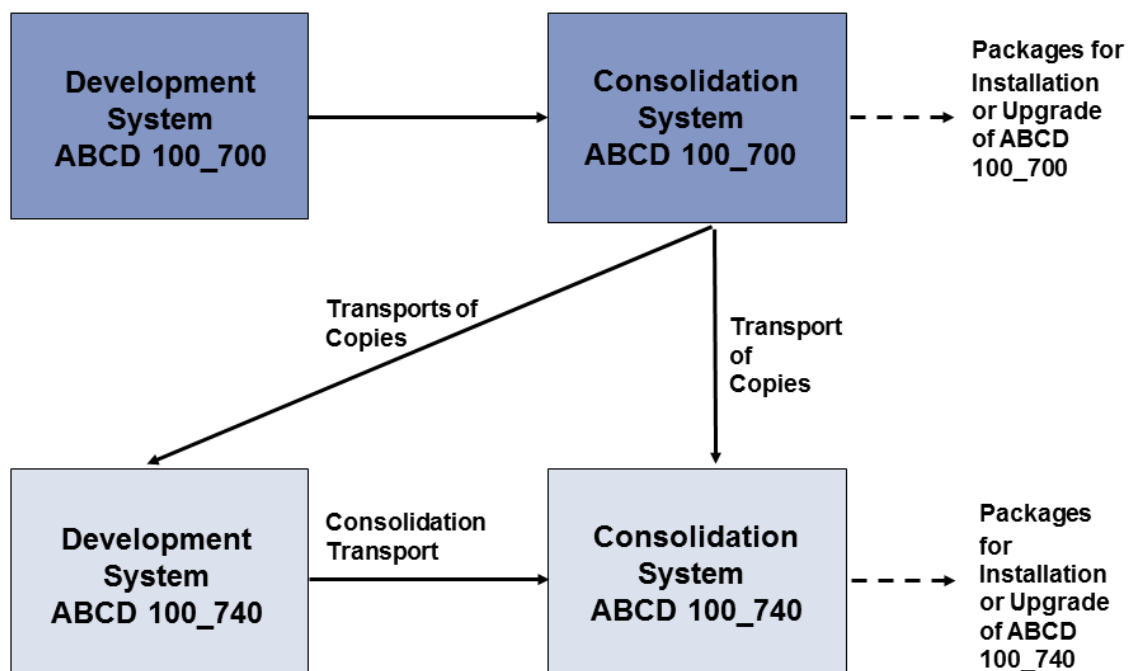 Development
System
ABCD 100_700
Consolidation
System
ABCD 100_700
Packages for
Installation
or Upgrade
of ABCD
100_700
Transports of
Copies
Transport
of
Copies
Development
System
ABCD 100_740
Consolidation
Transport
Consolidation
System
ABCD 100_740
Packages
for
Installation
or Upgrade
of ABCD
100_740